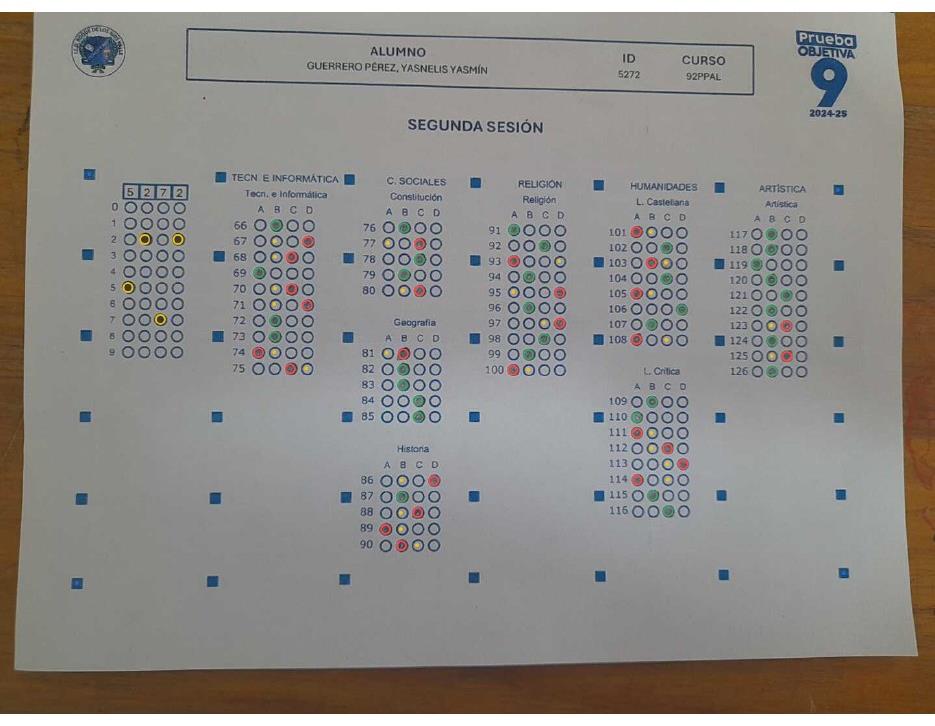 ALUMNO
GUERRERO PÉREZ, YASNELIS YASMÍN
ID
5272
CURSO
92PPAL
Prueba
OBJETIVA
9
2024-25
SEGUNDA SESIÓN
5 2 7 2
0
1
2
3
4
5
6
7
8
9
TECN. E INFORMÁTICA
Tecn. e Informática
A B C D
66
67
68
69
70
71
72
73
74
75
C. SOCIALES
Constitución
A B C D
76
77
78
79
80
Geografía
A B C D
81
82
83
84
85
Historia
A B C D
86
87
88
89
90
RELIGIÓN
Religión
A B C D
91
92
93
94
95
96
97
98
99
100
HUMANIDADES
L. Castellana
A B C D
101
102
103
104
105
106
107
108
L. Crítica
A B C D
109
110
111
112
113
114
115
116
ARTÍSTICA
Artística
A B C D
117
118
119
120
121
122
123
124
125
126